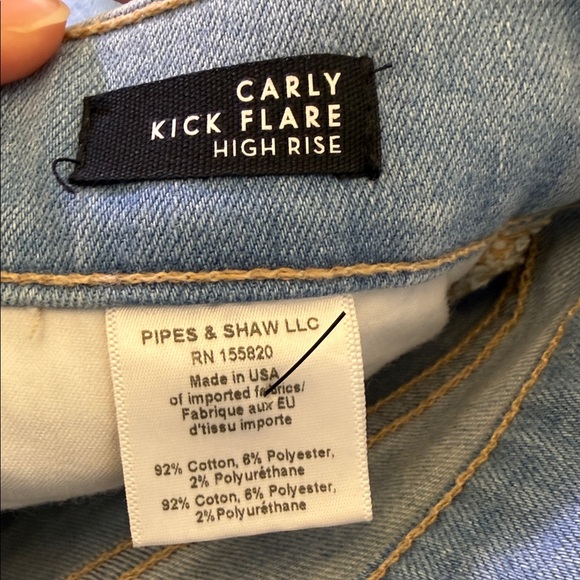 CARLY
KICK FLARE
HIGH RISE
PIPES & SHAW LLC
RN 155820
Made in USA
of imported fabrics/
Fabrique aux EU
d'tissu importe
92% Cotton, 6% Polyester,
2% Polyuréthane
92% Coton, 6% Polyester,
2% Polyuréthane